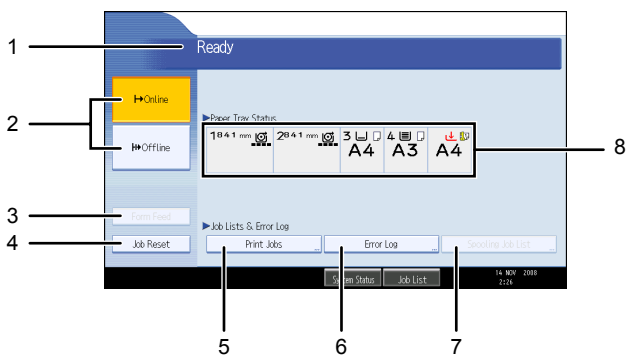 1
Ready
Online
2
Offline
Paper Tray Status
1 841 mm
2 841 mm
3
A4
4
A3
A4
8
3
Form Feed
Job Lists & Error Log
4
Job Reset
Print Jobs ...
Error Log ...
Spooling Job List ...
System Status
Job List
14 NOV 2008
2:26
5
6
7